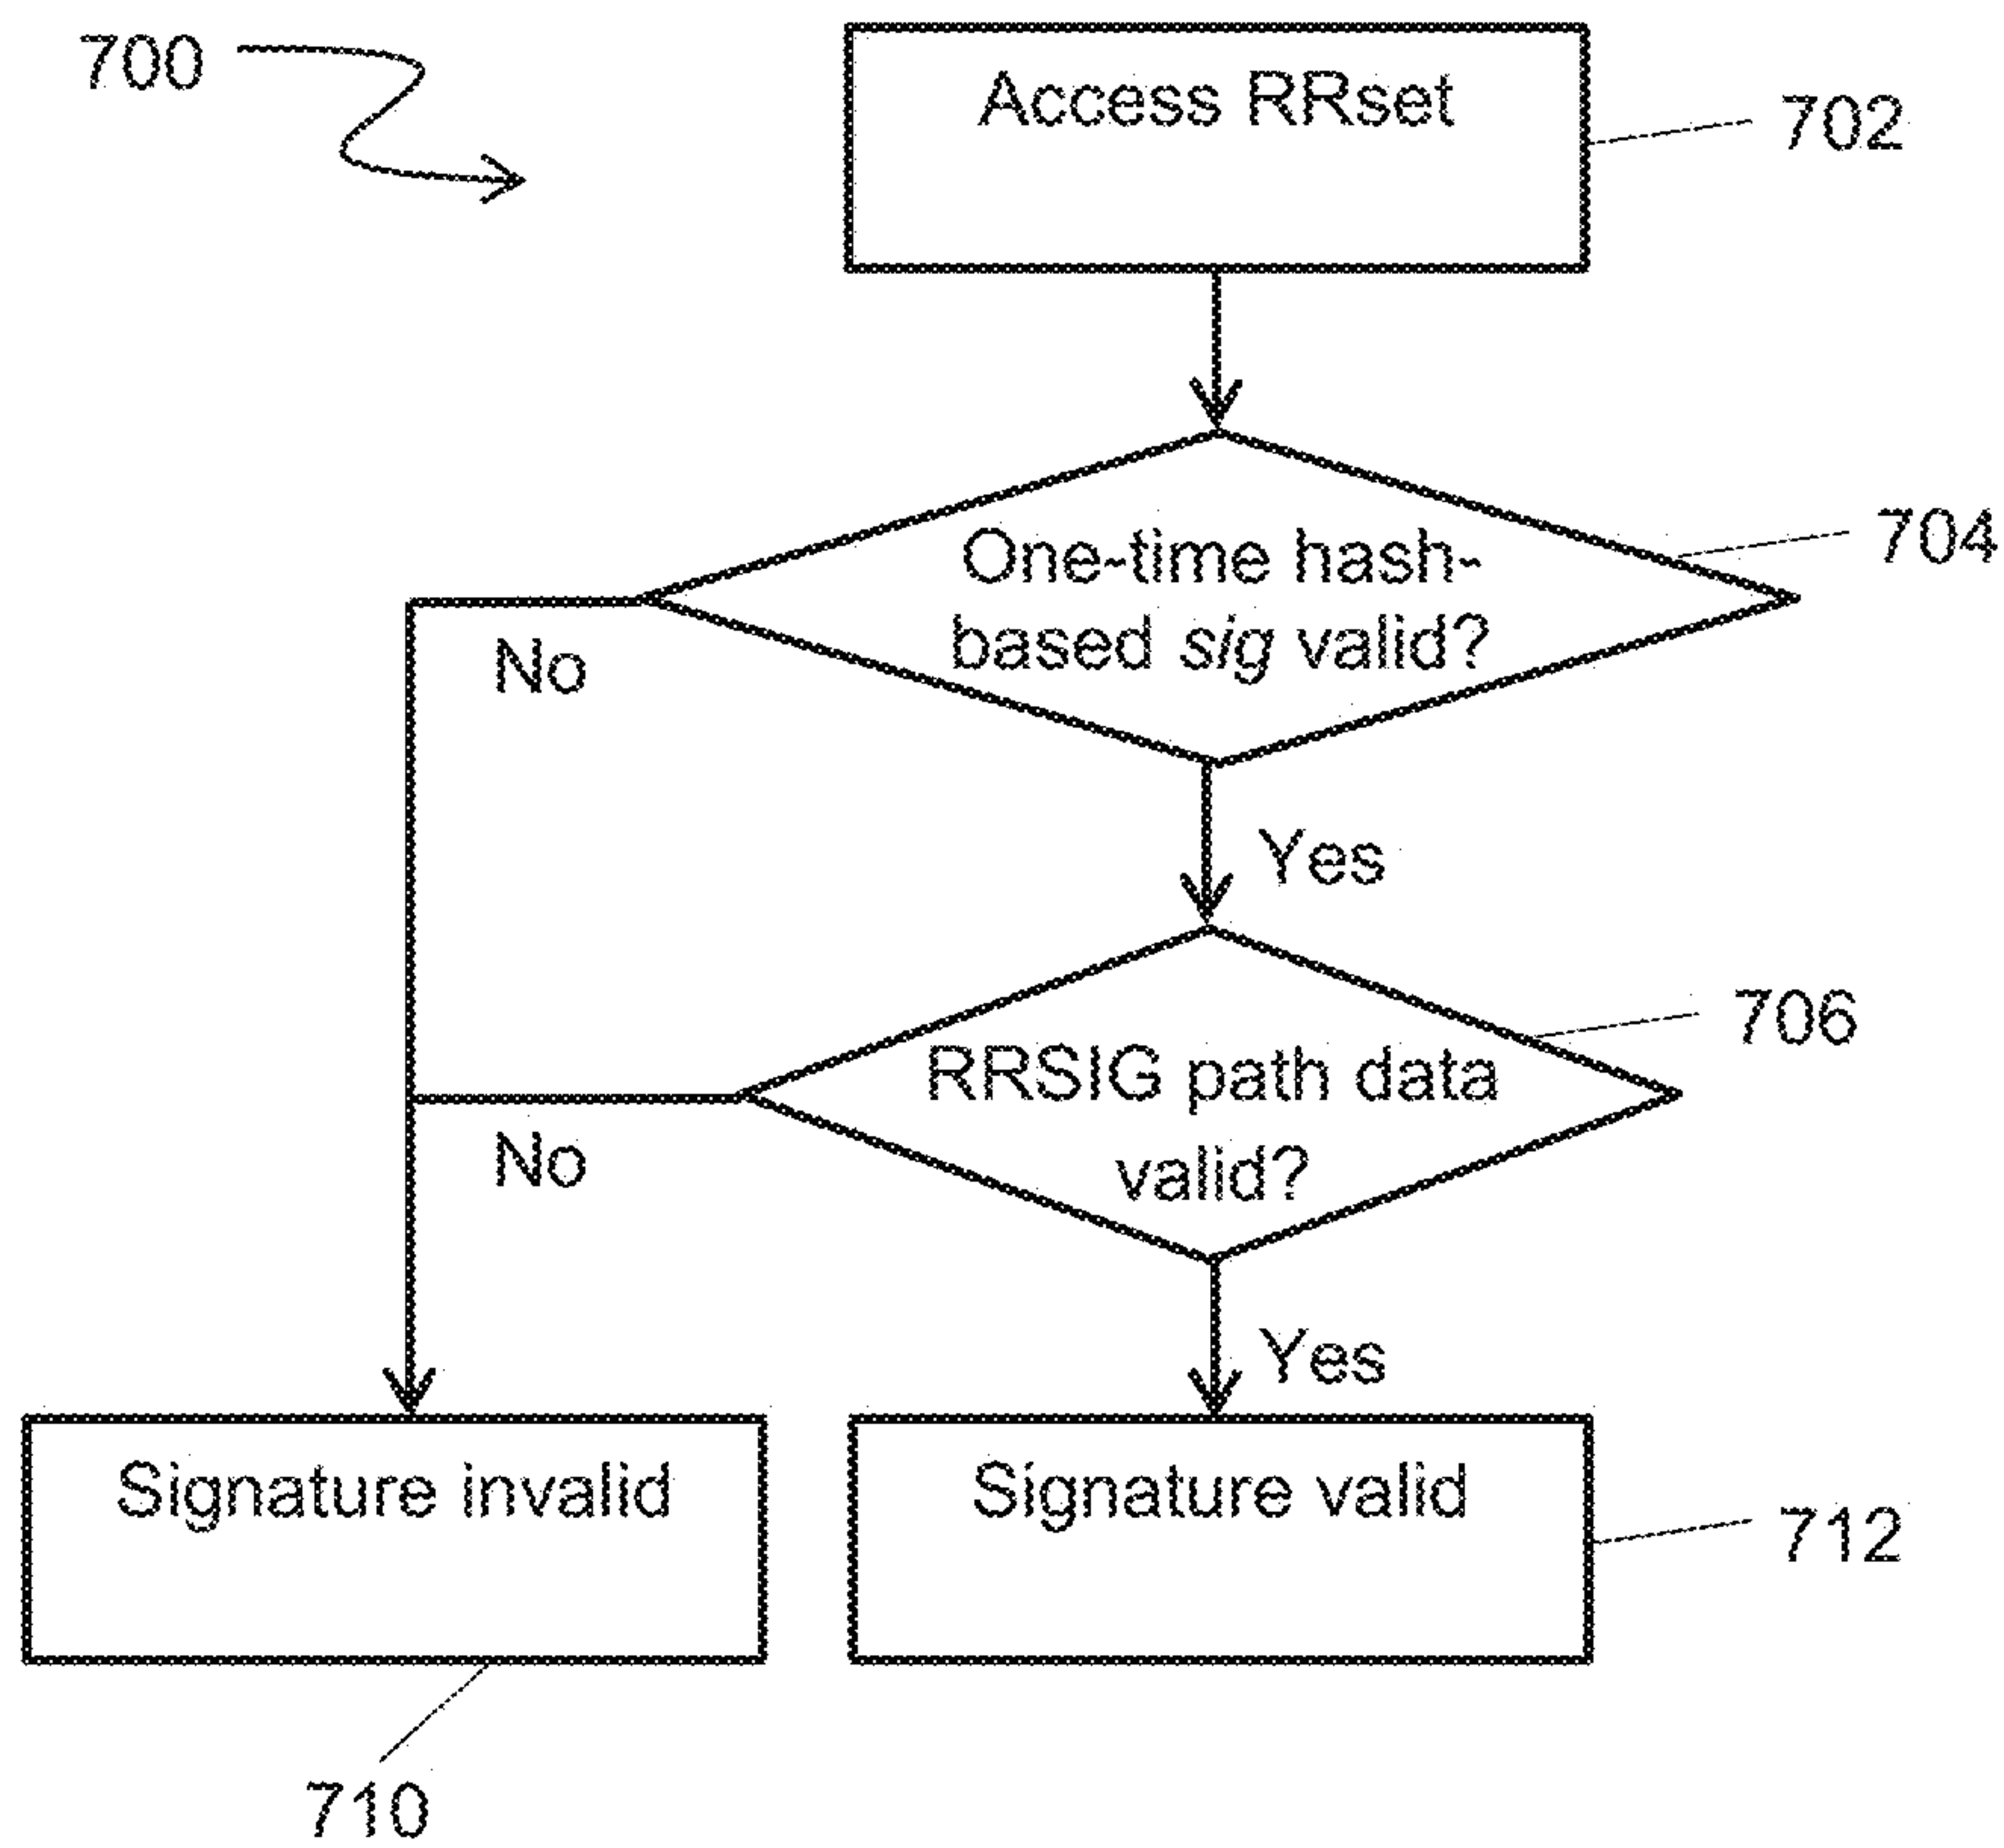 700
Access RRset
702
One-time hash-
based sig valid?
704
No
Yes
RRSIG path data
valid?
706
No
Yes
Signature invalid
Signature valid
712
710